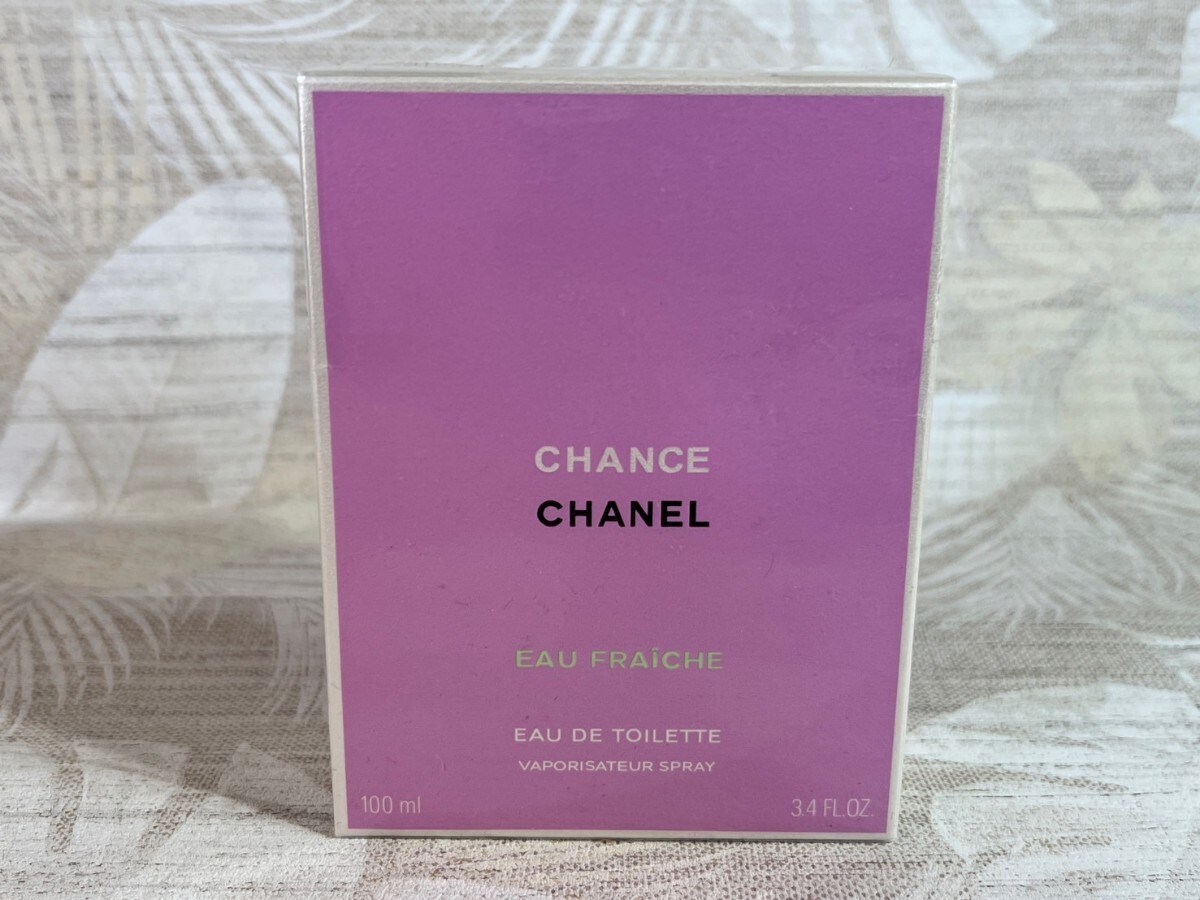 CHANCE
CHANEL
EAU FRAÎCHE
EAU DE TOILETTE
VAPORISATEUR SPRAY
100 ml 3.4 FL.OZ.